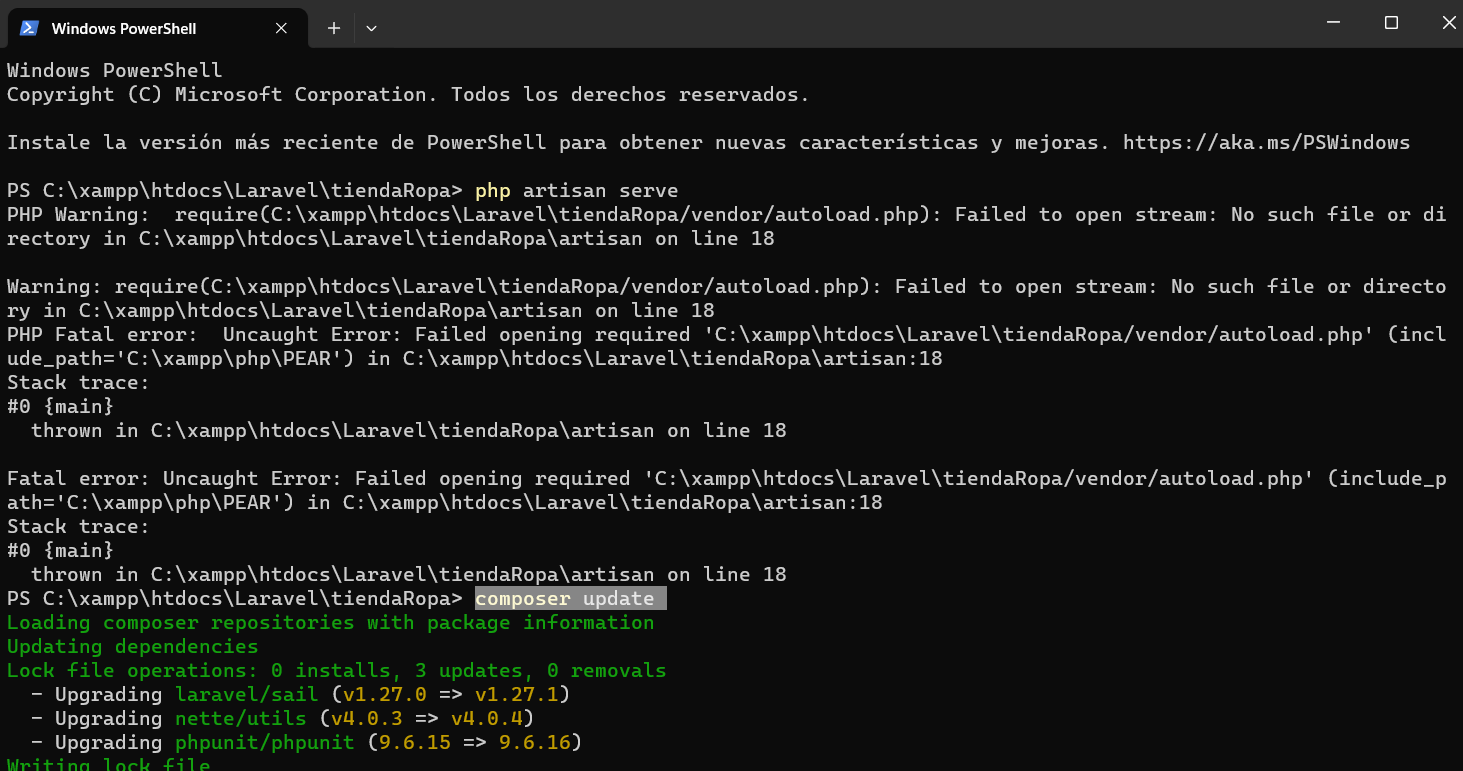 Windows PowerShell
Windows PowerShell
Copyright (C) Microsoft Corporation. Todos los derechos reservados.
Instale la versión más reciente de PowerShell para obtener nuevas características y mejoras. https://aka.ms/PSWindows
PS C:\xampp\htdocs\Laravel\tiendaRopa> php artisan serve
PHP Warning:  require(C:\xampp\htdocs\Laravel\tiendaRopa/vendor/autoload.php): Failed to open stream: No such file or di
rectory in C:\xampp\htdocs\Laravel\tiendaRopa\artisan on line 18
Warning: require(C:\xampp\htdocs\Laravel\tiendaRopa/vendor/autoload.php): Failed to open stream: No such file or directo
ry in C:\xampp\htdocs\Laravel\tiendaRopa\artisan on line 18
PHP Fatal error:  Uncaught Error: Failed opening required 'C:\xampp\htdocs\Laravel\tiendaRopa/vendor/autoload.php' (incl
ude_path='C:\xampp\php\PEAR') in C:\xampp\htdocs\Laravel\tiendaRopa\artisan:18
Stack trace:
#0 {main}
  thrown in C:\xampp\htdocs\Laravel\tiendaRopa\artisan on line 18
Fatal error: Uncaught Error: Failed opening required 'C:\xampp\htdocs\Laravel\tiendaRopa/vendor/autoload.php' (include_p
ath='C:\xampp\php\PEAR') in C:\xampp\htdocs\Laravel\tiendaRopa\artisan:18
Stack trace:
#0 {main}
  thrown in C:\xampp\htdocs\Laravel\tiendaRopa\artisan on line 18
PS C:\xampp\htdocs\Laravel\tiendaRopa> composer update
Loading composer repositories with package information
Updating dependencies
Lock file operations: 0 installs, 3 updates, 0 removals
  - Upgrading laravel/sail (v1.27.0 => v1.27.1)
  - Upgrading nette/utils (v4.0.3 => v4.0.4)
  - Upgrading phpunit/phpunit (9.6.15 => 9.6.16)
Writing lock file